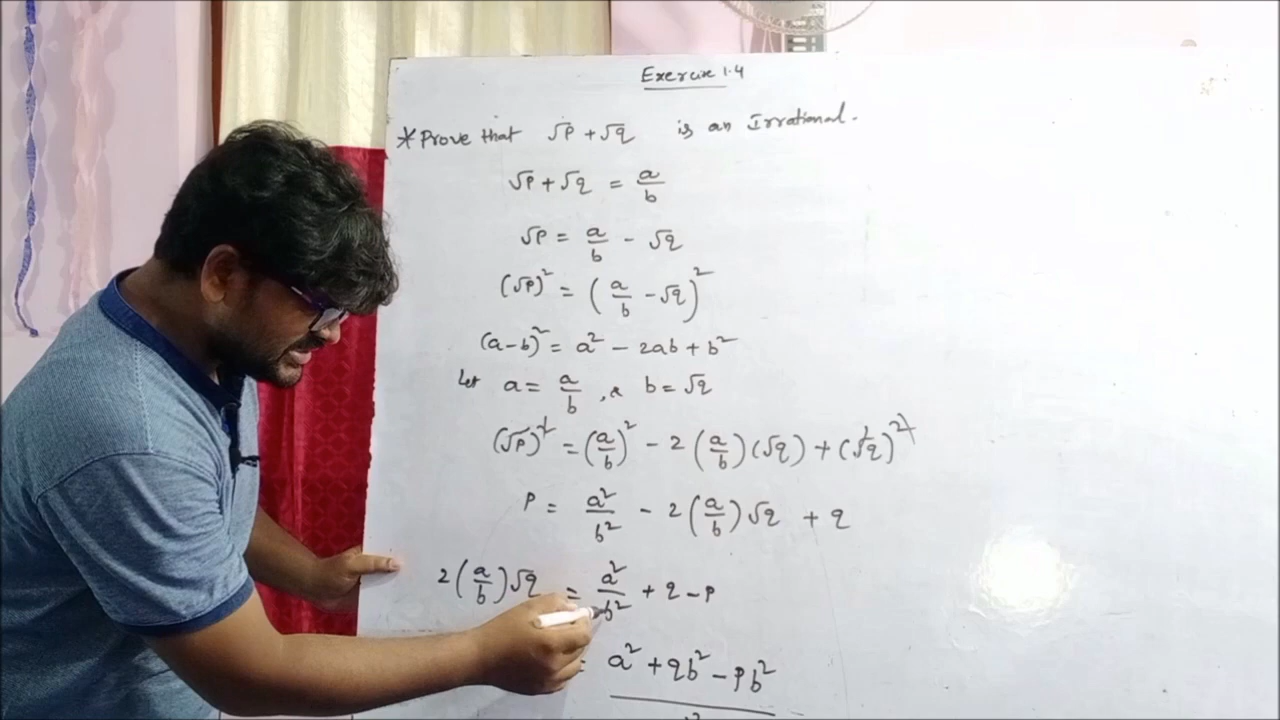 Exercise 1.4
*Prove that √P + √q is an Irrational.
√P + √q = a/b
√P = a/b - √q
(√P)² = (a/b - √q)²
(a-b)² = a² - 2ab + b²
Let a = a/b , & b = √q
(√P)² = (a/b)² - 2(a/b)(√q) + (√q)²
P = a²/b² - 2(a/b)√q + q
2(a/b)√q = a²/b² + q - P
= a² + qb² - Pb²